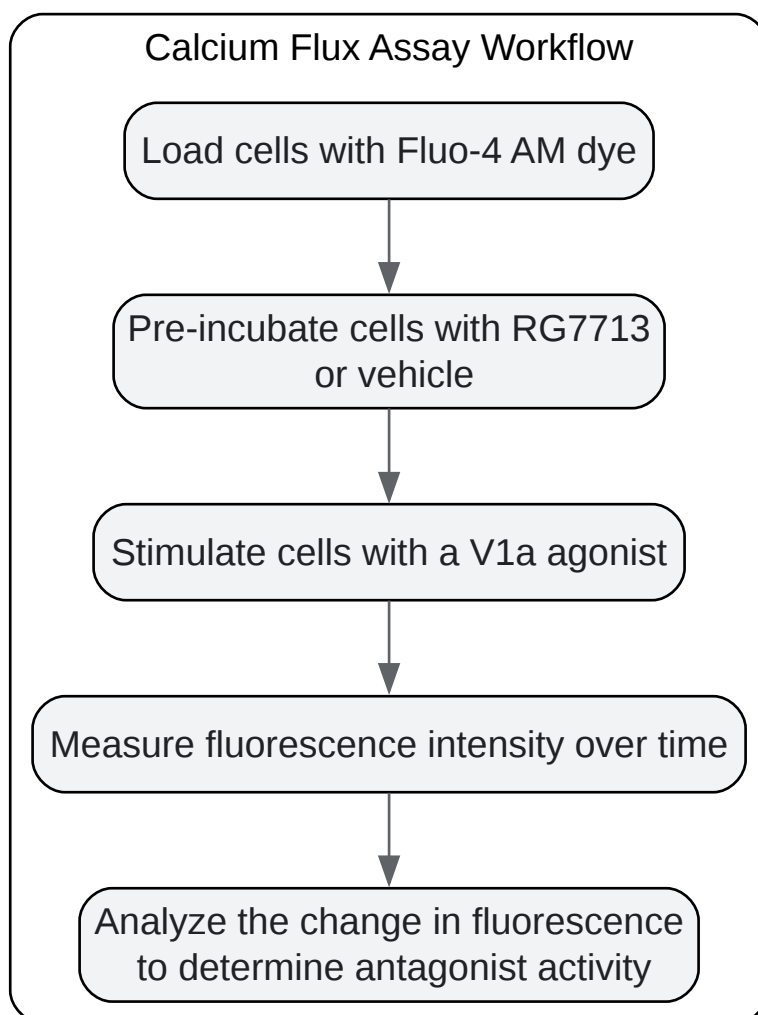 Calcium Flux Assay Workflow
Load cells with Fluo-4 AM dye
Pre-incubate cells with RG7713
or vehicle
Stimulate cells with a V1a agonist
Measure fluorescence intensity over time
Analyze the change in fluorescence
to determine antagonist activity